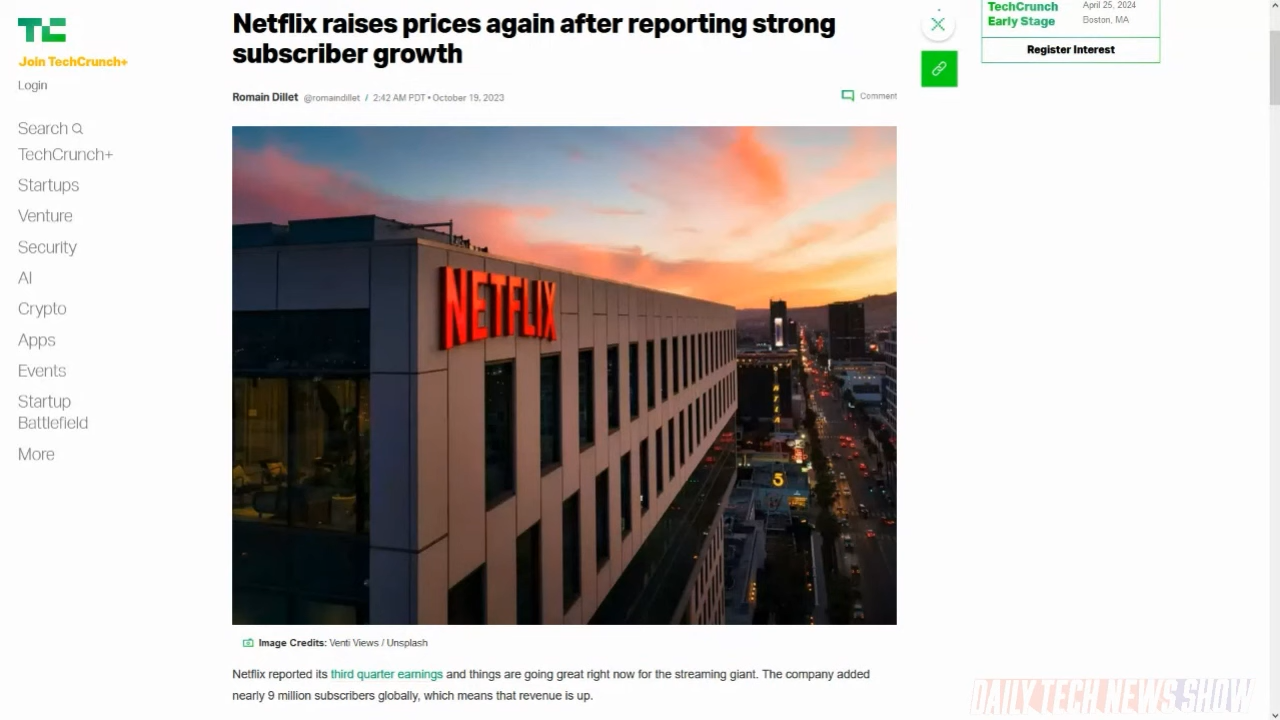 TC
Join TechCrunch+
Login
Search
TechCrunch+
Startups
Venture
Security
AI
Crypto
Apps
Events
Startup
Battlefield
More
Netflix raises prices again after reporting strong
subscriber growth
Romain Dillet @romaindillet / 2:42 AM PDT • October 19, 2023
Comment
NETFLIX
5
Image Credits: Venti Views / Unsplash
Netflix reported its third quarter earnings and things are going great right now for the streaming giant. The company added
nearly 9 million subscribers globally, which means that revenue is up.
TechCrunch
Early Stage
April 25, 2024
Boston, MA
Register Interest
DAILY TECH NEWS SHOW